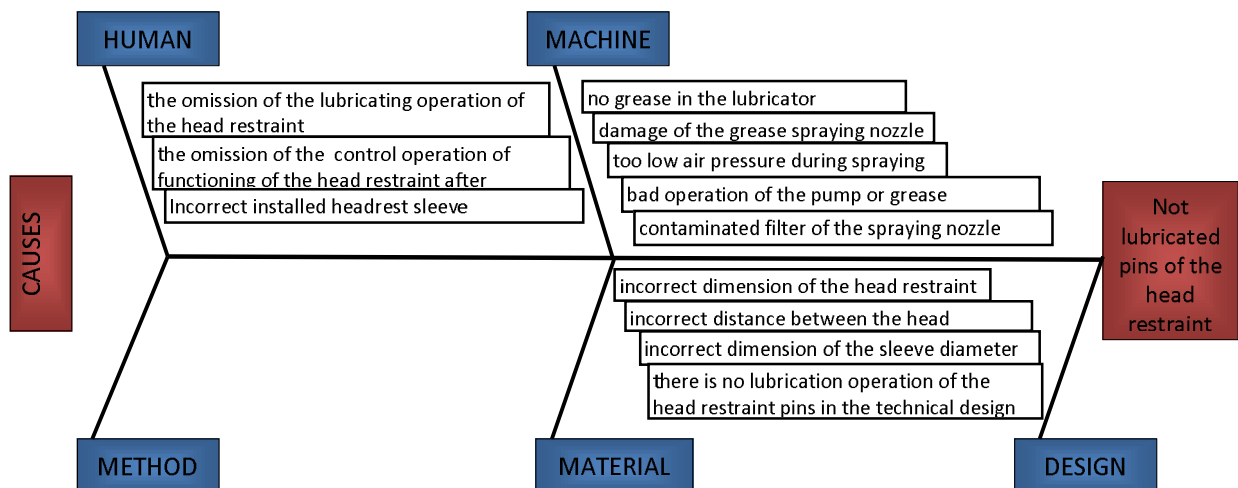 HUMAN
MACHINE
the omission of the lubricating operation of
the head restraint
the omission of the control operation of
functioning of the head restraint after
Incorrect installed headrest sleeve
no grease in the lubricator
damage of the grease spraying nozzle
too low air pressure during spraying
bad operation of the pump or grease
contaminated filter of the spraying nozzle
CAUSES
Not
lubricated
pins of the
head
restraint
incorrect dimension of the head restraint
incorrect distance between the head
incorrect dimension of the sleeve diameter
there is no lubrication operation of the
head restraint pins in the technical design
METHOD
MATERIAL
DESIGN